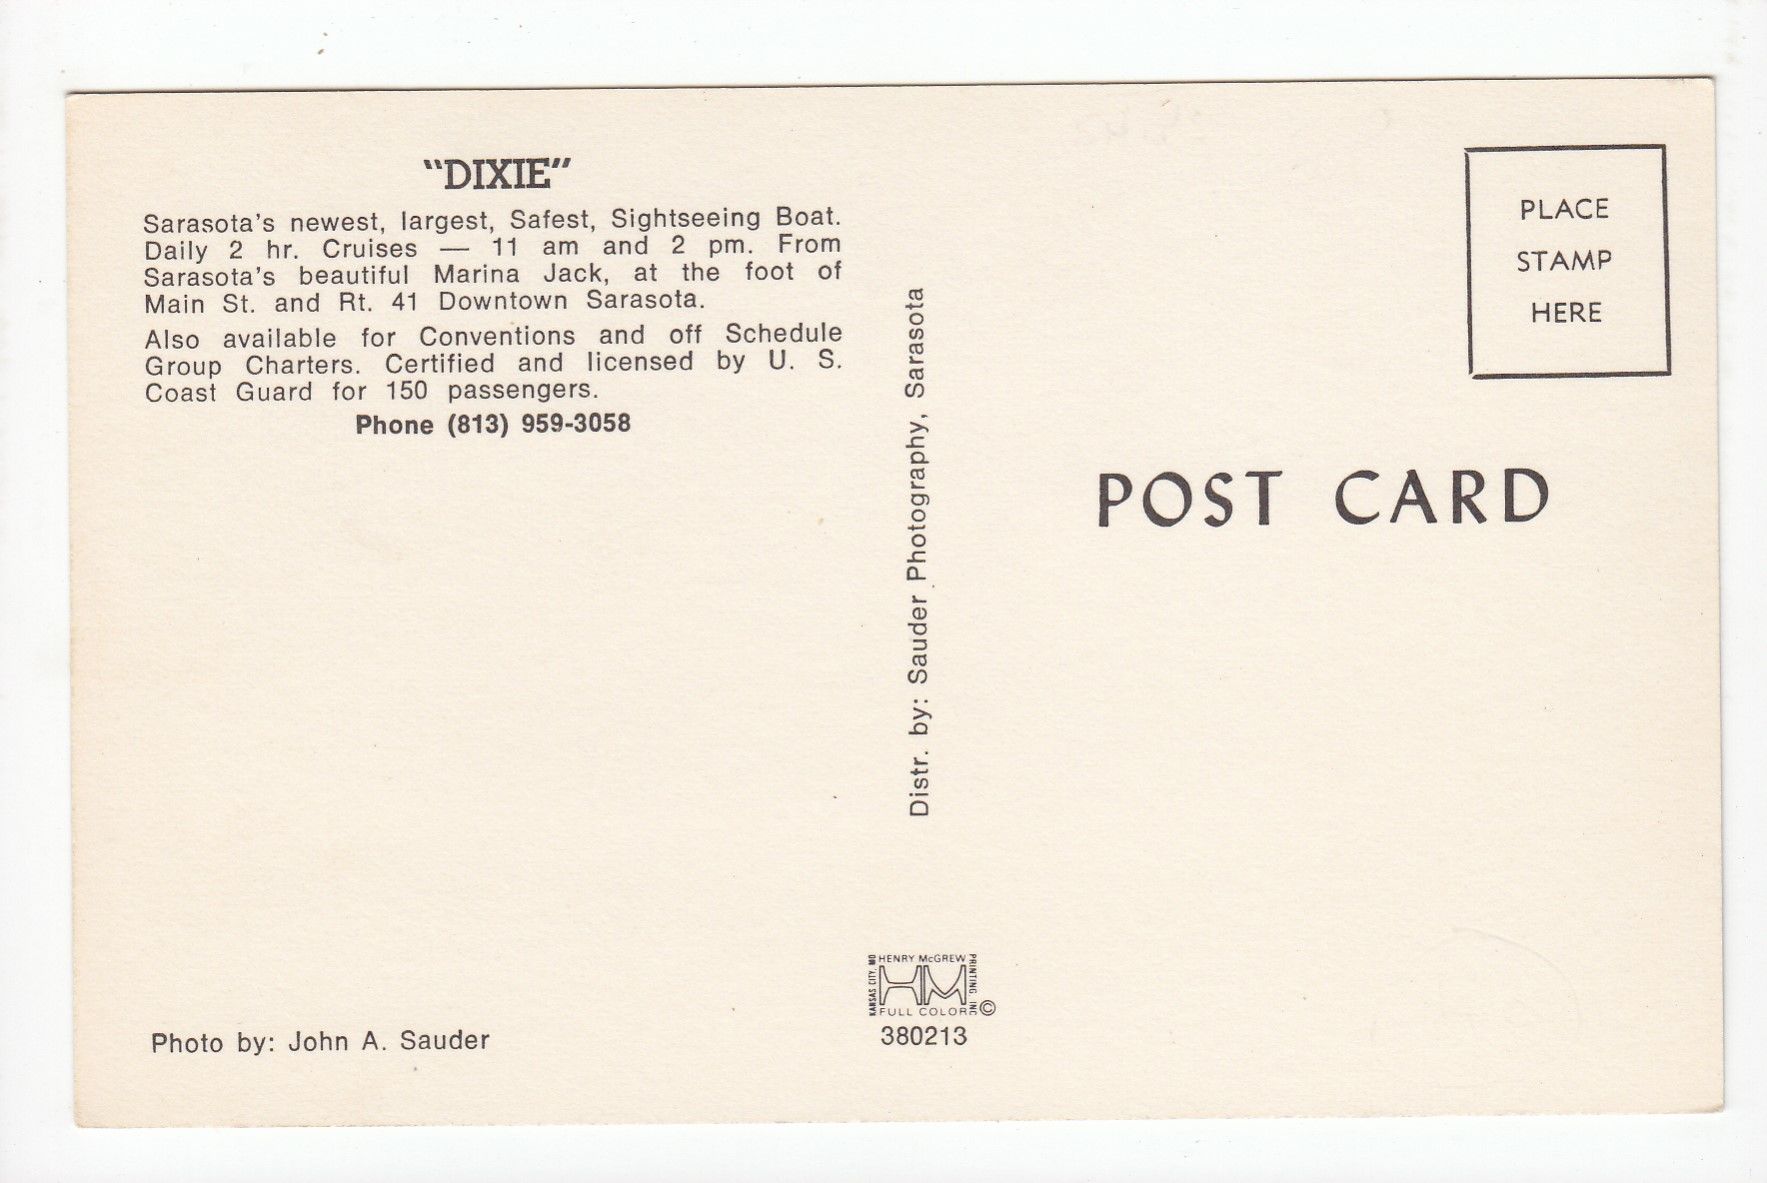 "DIXIE"
Sarasota's newest, largest, Safest, Sightseeing Boat.
Daily 2 hr. Cruises — 11 am and 2 pm. From
Sarasota's beautiful Marina Jack, at the foot of
Main St. and Rt. 41 Downtown Sarasota.
Also available for Conventions and off Schedule
Group Charters. Certified and licensed by U. S.
Coast Guard for 150 passengers.
Phone (813) 959-3058
Photo by: John A. Sauder
Distr. by: Sauder Photography, Sarasota
KANSAS CITY, MO
HENRY McGREW
PRINTING, INC
HM
FULL COLOR ©
380213
PLACE
STAMP
HERE
POST CARD